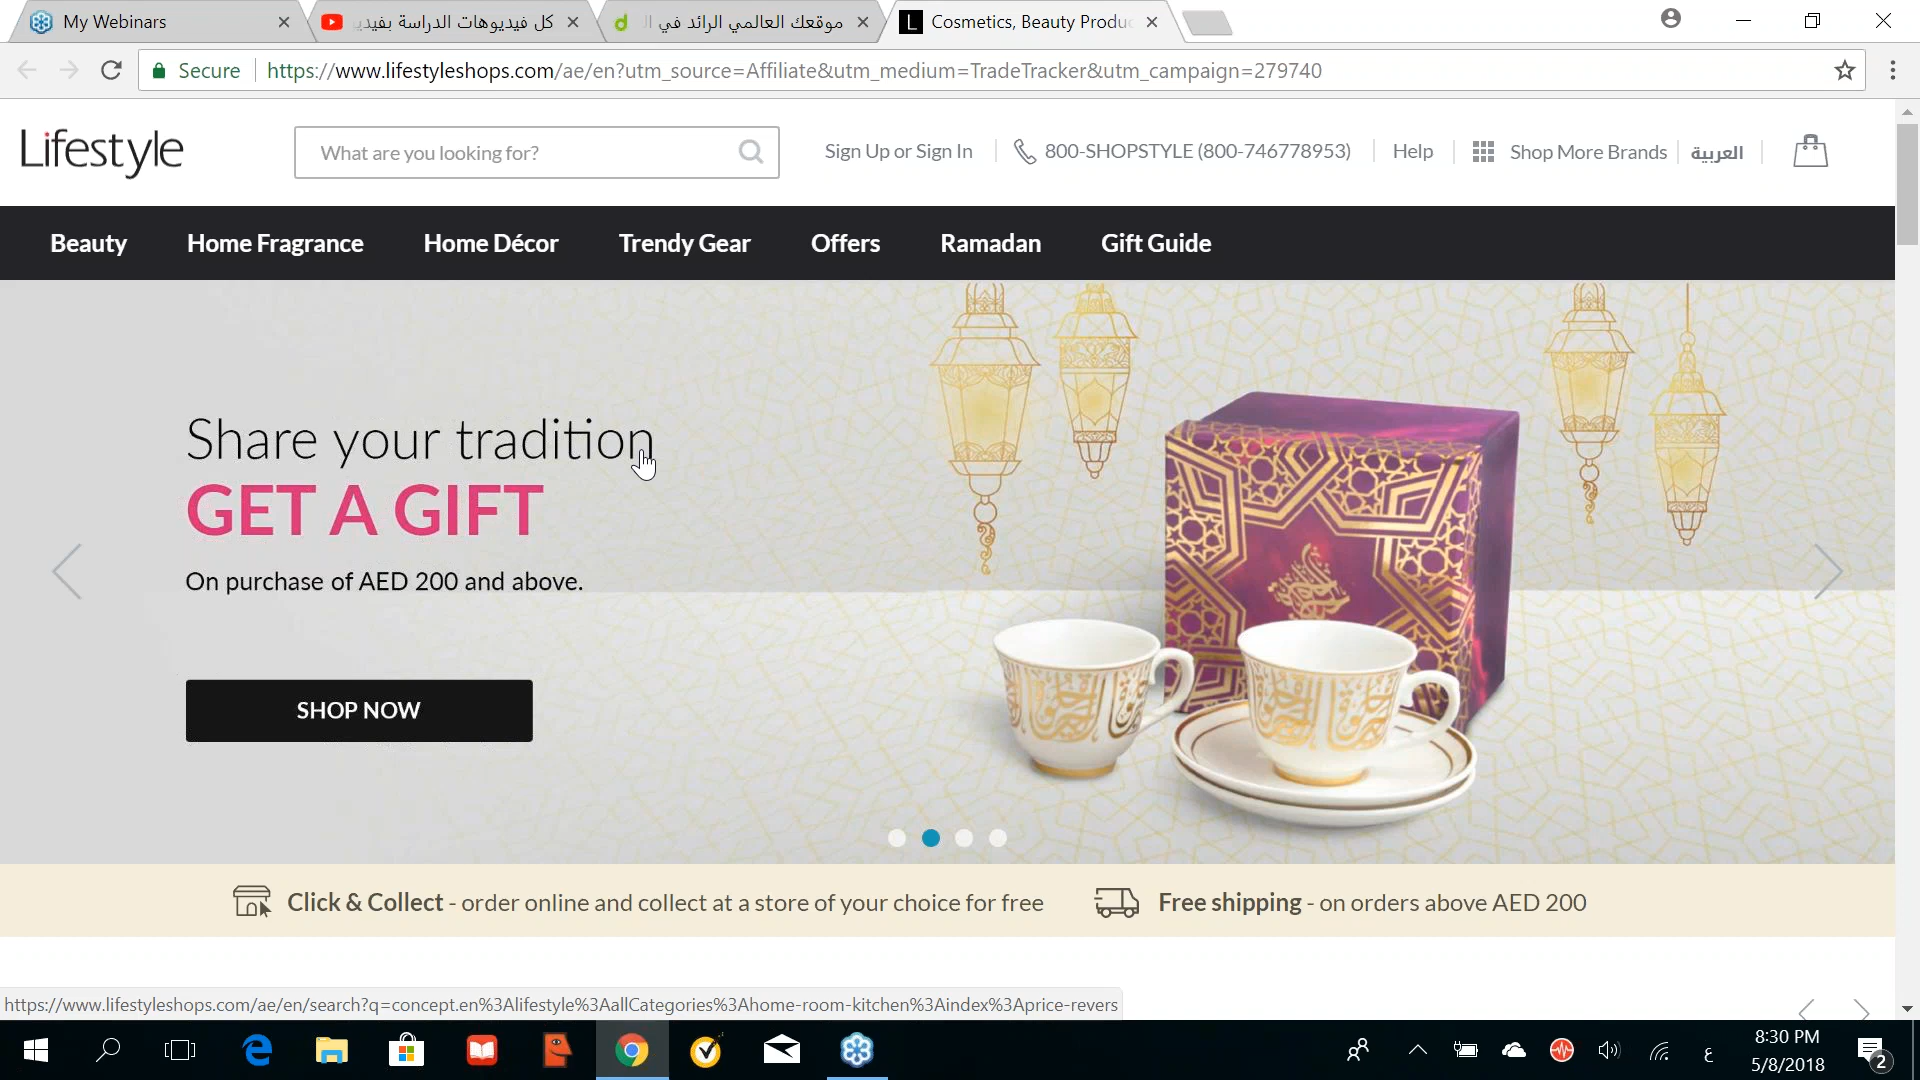 My Webinars
كل فيديوهات الدراسة بفيدي
موقعك العالمي الرائد في ال
Cosmetics, Beauty Produc
Secure
https://www.lifestyleshops.com/ae/en?utm_source=Affiliate&utm_medium=TradeTracker&utm_campaign=279740
Lifestyle
What are you looking for?
Sign Up or Sign In
800-SHOPSTYLE (800-746778953)
Help
Shop More Brands
العربية
Beauty
Home Fragrance
Home Décor
Trendy Gear
Offers
Ramadan
Gift Guide
Share your tradition
GET A GIFT
On purchase of AED 200 and above.
SHOP NOW
Click & Collect - order online and collect at a store of your choice for free
Free shipping - on orders above AED 200
https://www.lifestyleshops.com/ae/en/search?q=concept.en%3Alifestyle%3AallCategories%3Ahome-room-kitchen%3Aindex%3Aprice-revers
ع
8:30 PM
5/8/2018
2